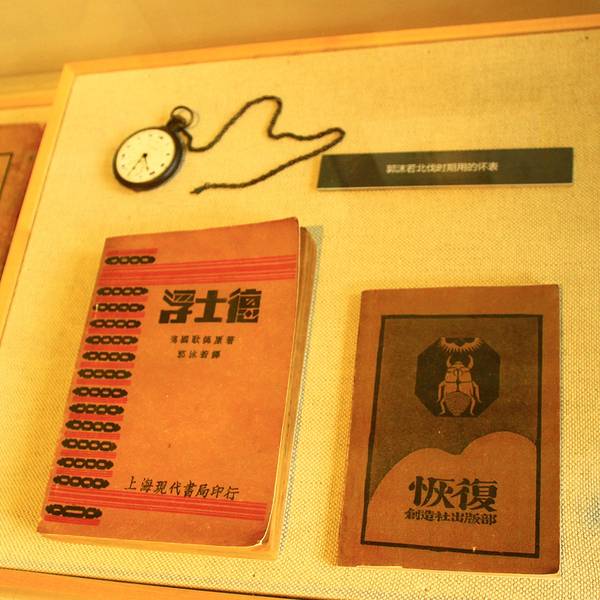 郭沫若北伐时期用的怀表
浮士德
德國歌德原著
郭沫若譯
上海現代書局印行
恢復
創造社出版部